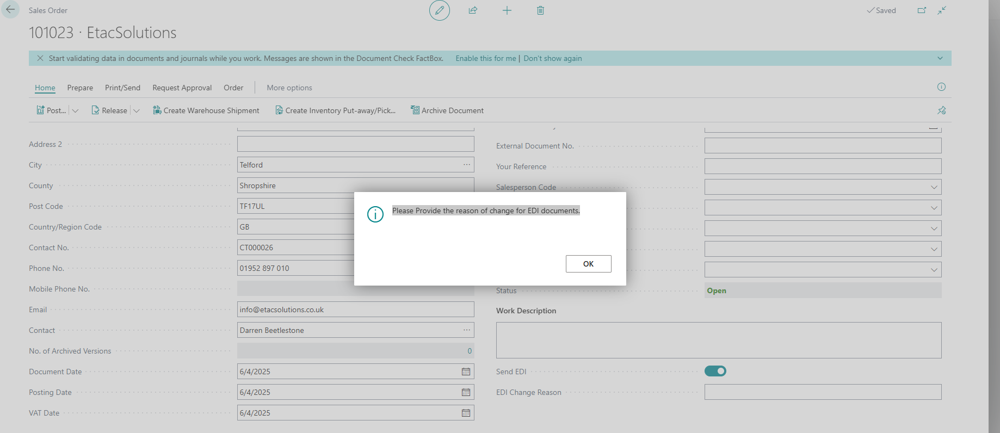 Sales Order
Saved
101023 · EtacSolutions
Start validating data in documents and journals while you work. Messages are shown in the Document Check FactBox. Enable this for me | Don't show again
Home Prepare Print/Send Request Approval Order More options
Post... Release Create Warehouse Shipment Create Inventory Put-away/Pick... Archive Document
Address 2
External Document No.
City Telford
Your Reference
County Shropshire
Salesperson Code
Post Code TF17UL
Please Provide the reason of change for EDI documents.
Country/Region Code GB
Contact No. CT000026
OK
Phone No. 01952 897 010
Mobile Phone No.
Status Open
Email info@etacsolutions.co.uk
Work Description
Contact Darren Beetlestone
No. of Archived Versions 0
Document Date 6/4/2025
Send EDI
Posting Date 6/4/2025
EDI Change Reason
VAT Date 6/4/2025